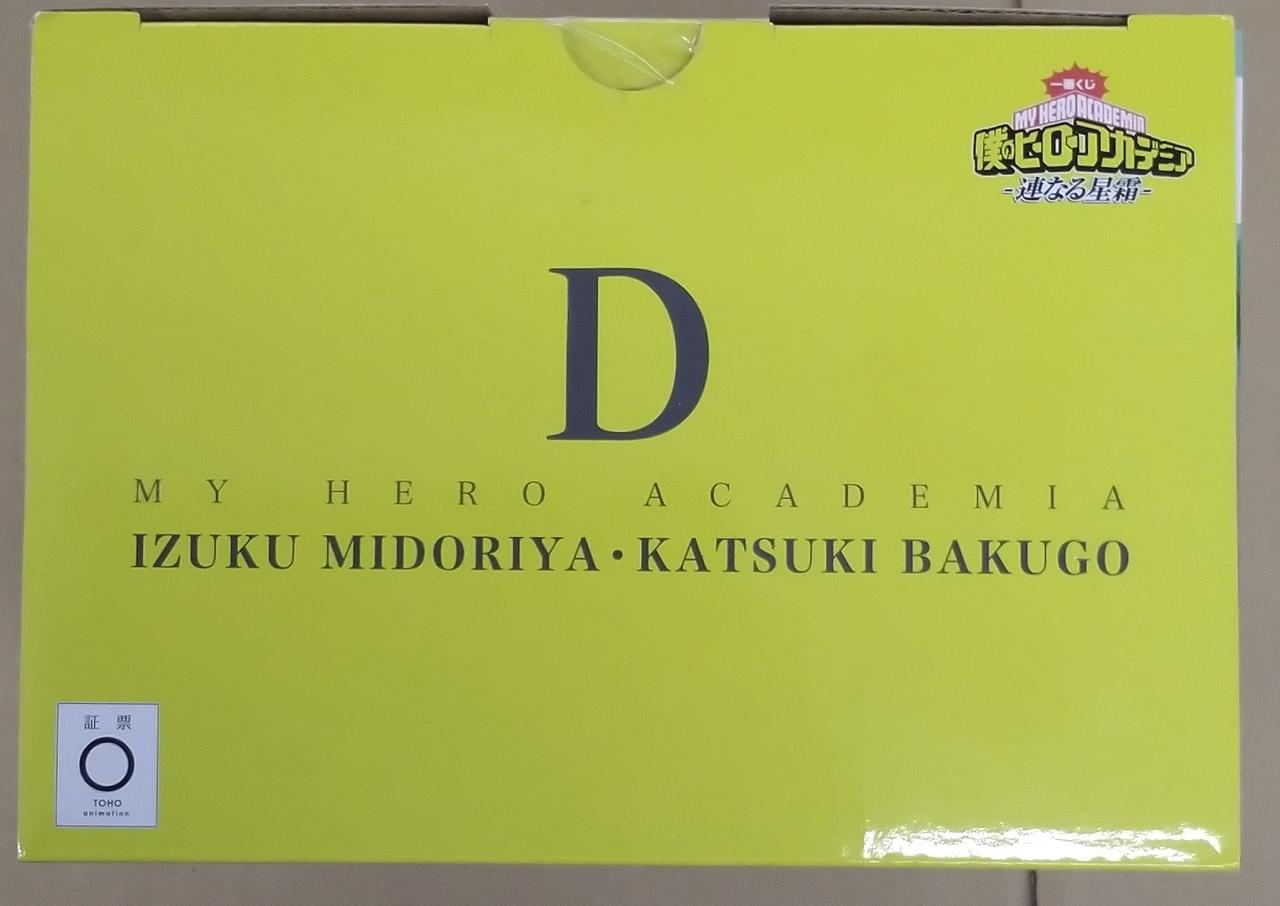 一番くじ
MY HERO ACADEMIA
僕のヒーローアカデミア
-連なる星霜-
D
MY HERO ACADEMIA
IZUKU MIDORIYA・KATSUKI BAKUGO
証 票
TOHO
animation